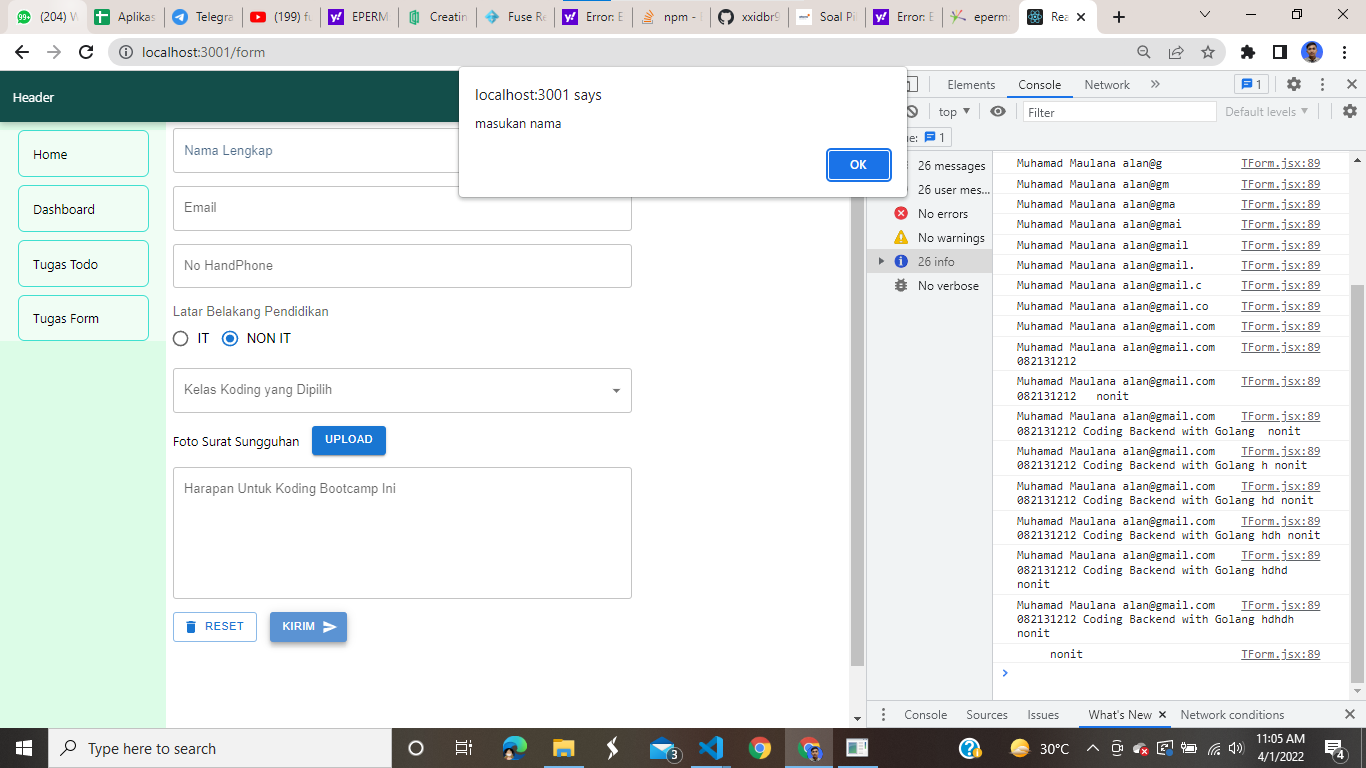 (204) W
Aplikas
Telegra
(199) fu
EPERM
Creatin
Fuse Re
Error: E
npm -
xxidbr9
Soal Pi
Error: E
eperm:
Rea
localhost:3001/form
Header
localhost:3001 says
masukan nama
OK
Home
Dashboard
Tugas Todo
Tugas Form
Nama Lengkap
Email
No HandPhone
Latar Belakang Pendidikan
IT
NON IT
Kelas Koding yang Dipilih
Foto Surat Sungguhan
UPLOAD
Harapan Untuk Koding Bootcamp Ini
RESET
KIRIM
Elements
Console
Network
1
top
Filter
Default levels
1
26 messages
26 user mes...
No errors
No warnings
26 info
No verbose
Muhamad Maulana alan@g TForm.jsx:89
Muhamad Maulana alan@gm TForm.jsx:89
Muhamad Maulana alan@gma TForm.jsx:89
Muhamad Maulana alan@gmai TForm.jsx:89
Muhamad Maulana alan@gmail TForm.jsx:89
Muhamad Maulana alan@gmail. TForm.jsx:89
Muhamad Maulana alan@gmail.c TForm.jsx:89
Muhamad Maulana alan@gmail.co TForm.jsx:89
Muhamad Maulana alan@gmail.com TForm.jsx:89
Muhamad Maulana alan@gmail.com TForm.jsx:89
082131212
Muhamad Maulana alan@gmail.com TForm.jsx:89
082131212 nonit
Muhamad Maulana alan@gmail.com TForm.jsx:89
082131212 Coding Backend with Golang nonit
Muhamad Maulana alan@gmail.com TForm.jsx:89
082131212 Coding Backend with Golang h nonit
Muhamad Maulana alan@gmail.com TForm.jsx:89
082131212 Coding Backend with Golang hd nonit
Muhamad Maulana alan@gmail.com TForm.jsx:89
082131212 Coding Backend with Golang hdh nonit
Muhamad Maulana alan@gmail.com TForm.jsx:89
082131212 Coding Backend with Golang hdhd
nonit
Muhamad Maulana alan@gmail.com TForm.jsx:89
082131212 Coding Backend with Golang hdhdh
nonit
nonit TForm.jsx:89
Console
Sources
Issues
What's New
Network conditions
Type here to search
3
30°C
11:05 AM
4/1/2022
4